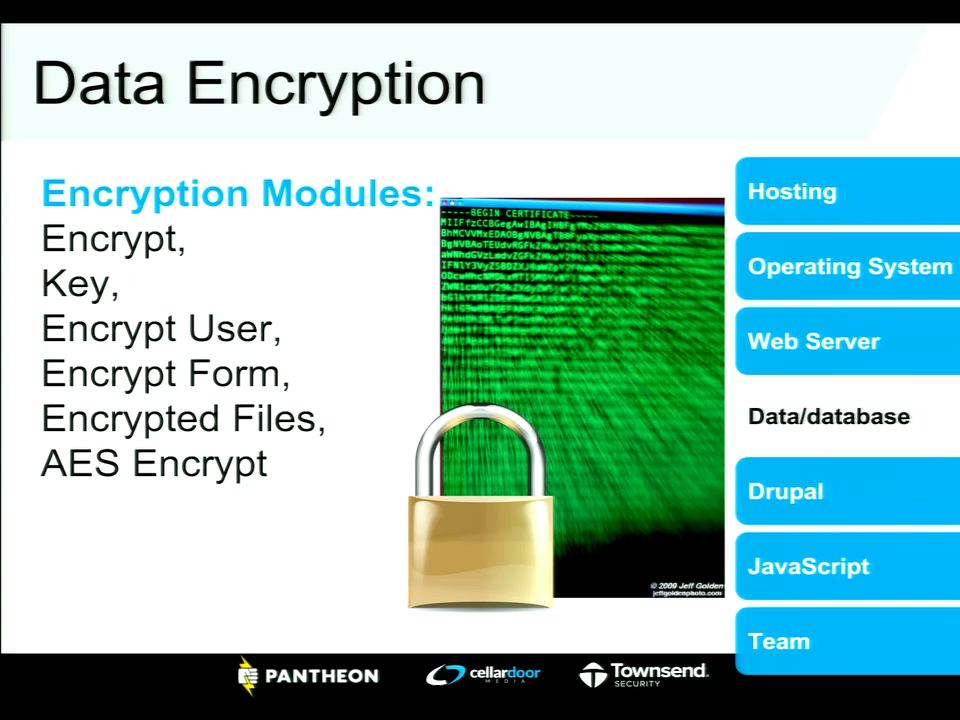 Data Encryption
Encryption Modules:
Encrypt,
Key,
Encrypt User,
Encrypt Form,
Encrypted Files,
AES Encrypt
-----BEGIN CERTIFICATE-----
© 2009 Jeff Golden
jeffgoldenphoto.com
Hosting
Operating System
Web Server
Data/database
Drupal
JavaScript
Team
PANTHEON
cellardoor
MEDIA
Townsend
SECURITY